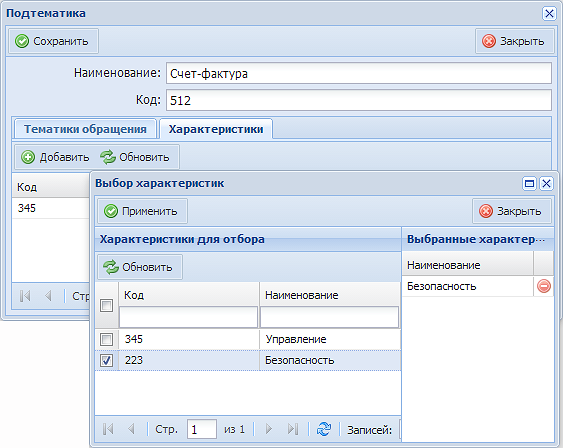 Подтематика
Сохранить Закрыть
Наименование: Счет-фактура
Код: 512
Тематики обращения Характеристики
Добавить Обновить
Код
345
Стр
Выбор характеристик
Применить Закрыть
Характеристики для отбора
Обновить
Код Наименование
345 Управление
223 Безопасность
Стр. 1 из 1 Записей:
Выбранные характер...
Наименование
Безопасность